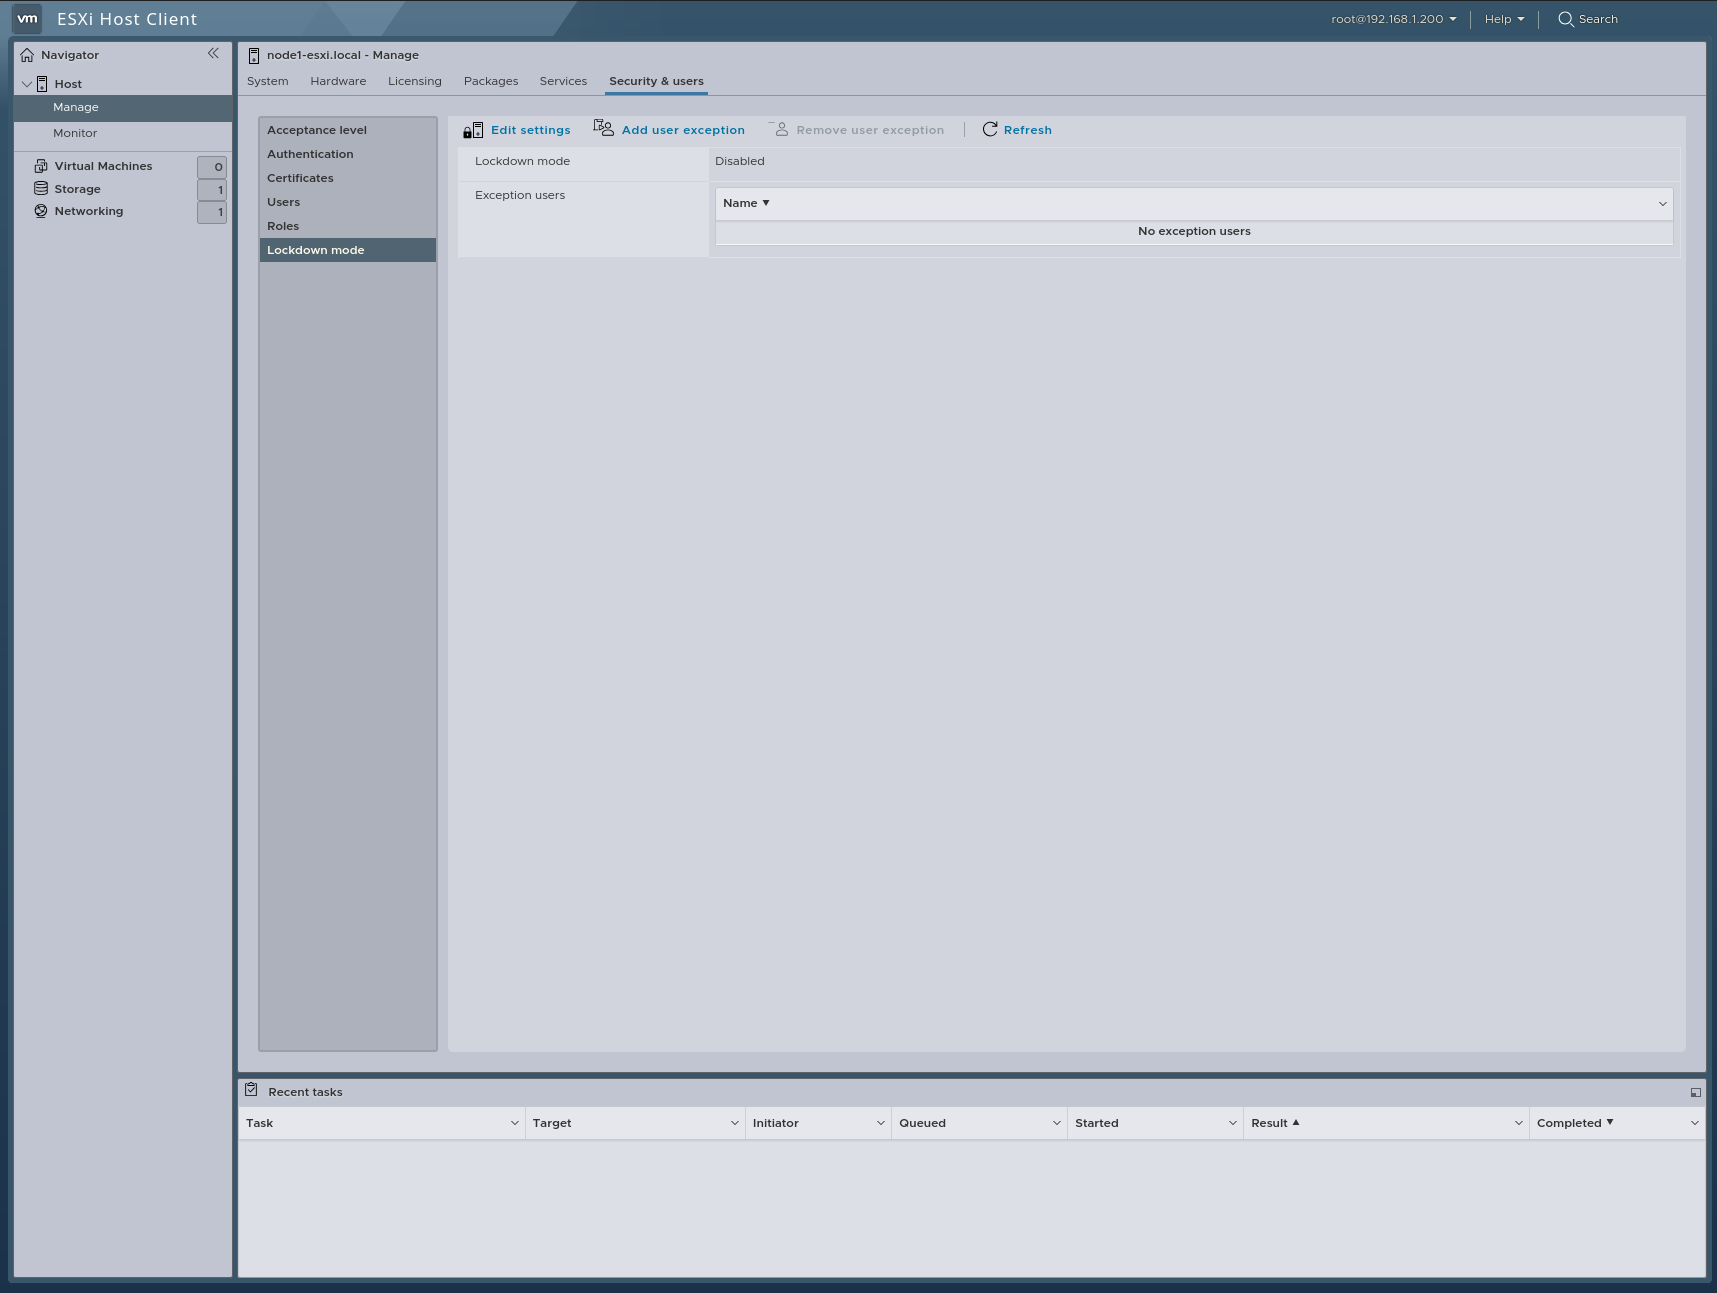 vm ESXi Host Client
root@192.168.1.200 Help Search
Navigator
Host
Manage
Monitor
Virtual Machines 0
Storage 1
Networking 1
node1-esxi.local - Manage
System Hardware Licensing Packages Services Security & users
Acceptance level
Authentication
Certificates
Users
Roles
Lockdown mode
Edit settings Add user exception Remove user exception Refresh
Lockdown mode Disabled
Exception users
Name ▼
No exception users
Recent tasks
Task Target Initiator Queued Started Result ▲ Completed ▼